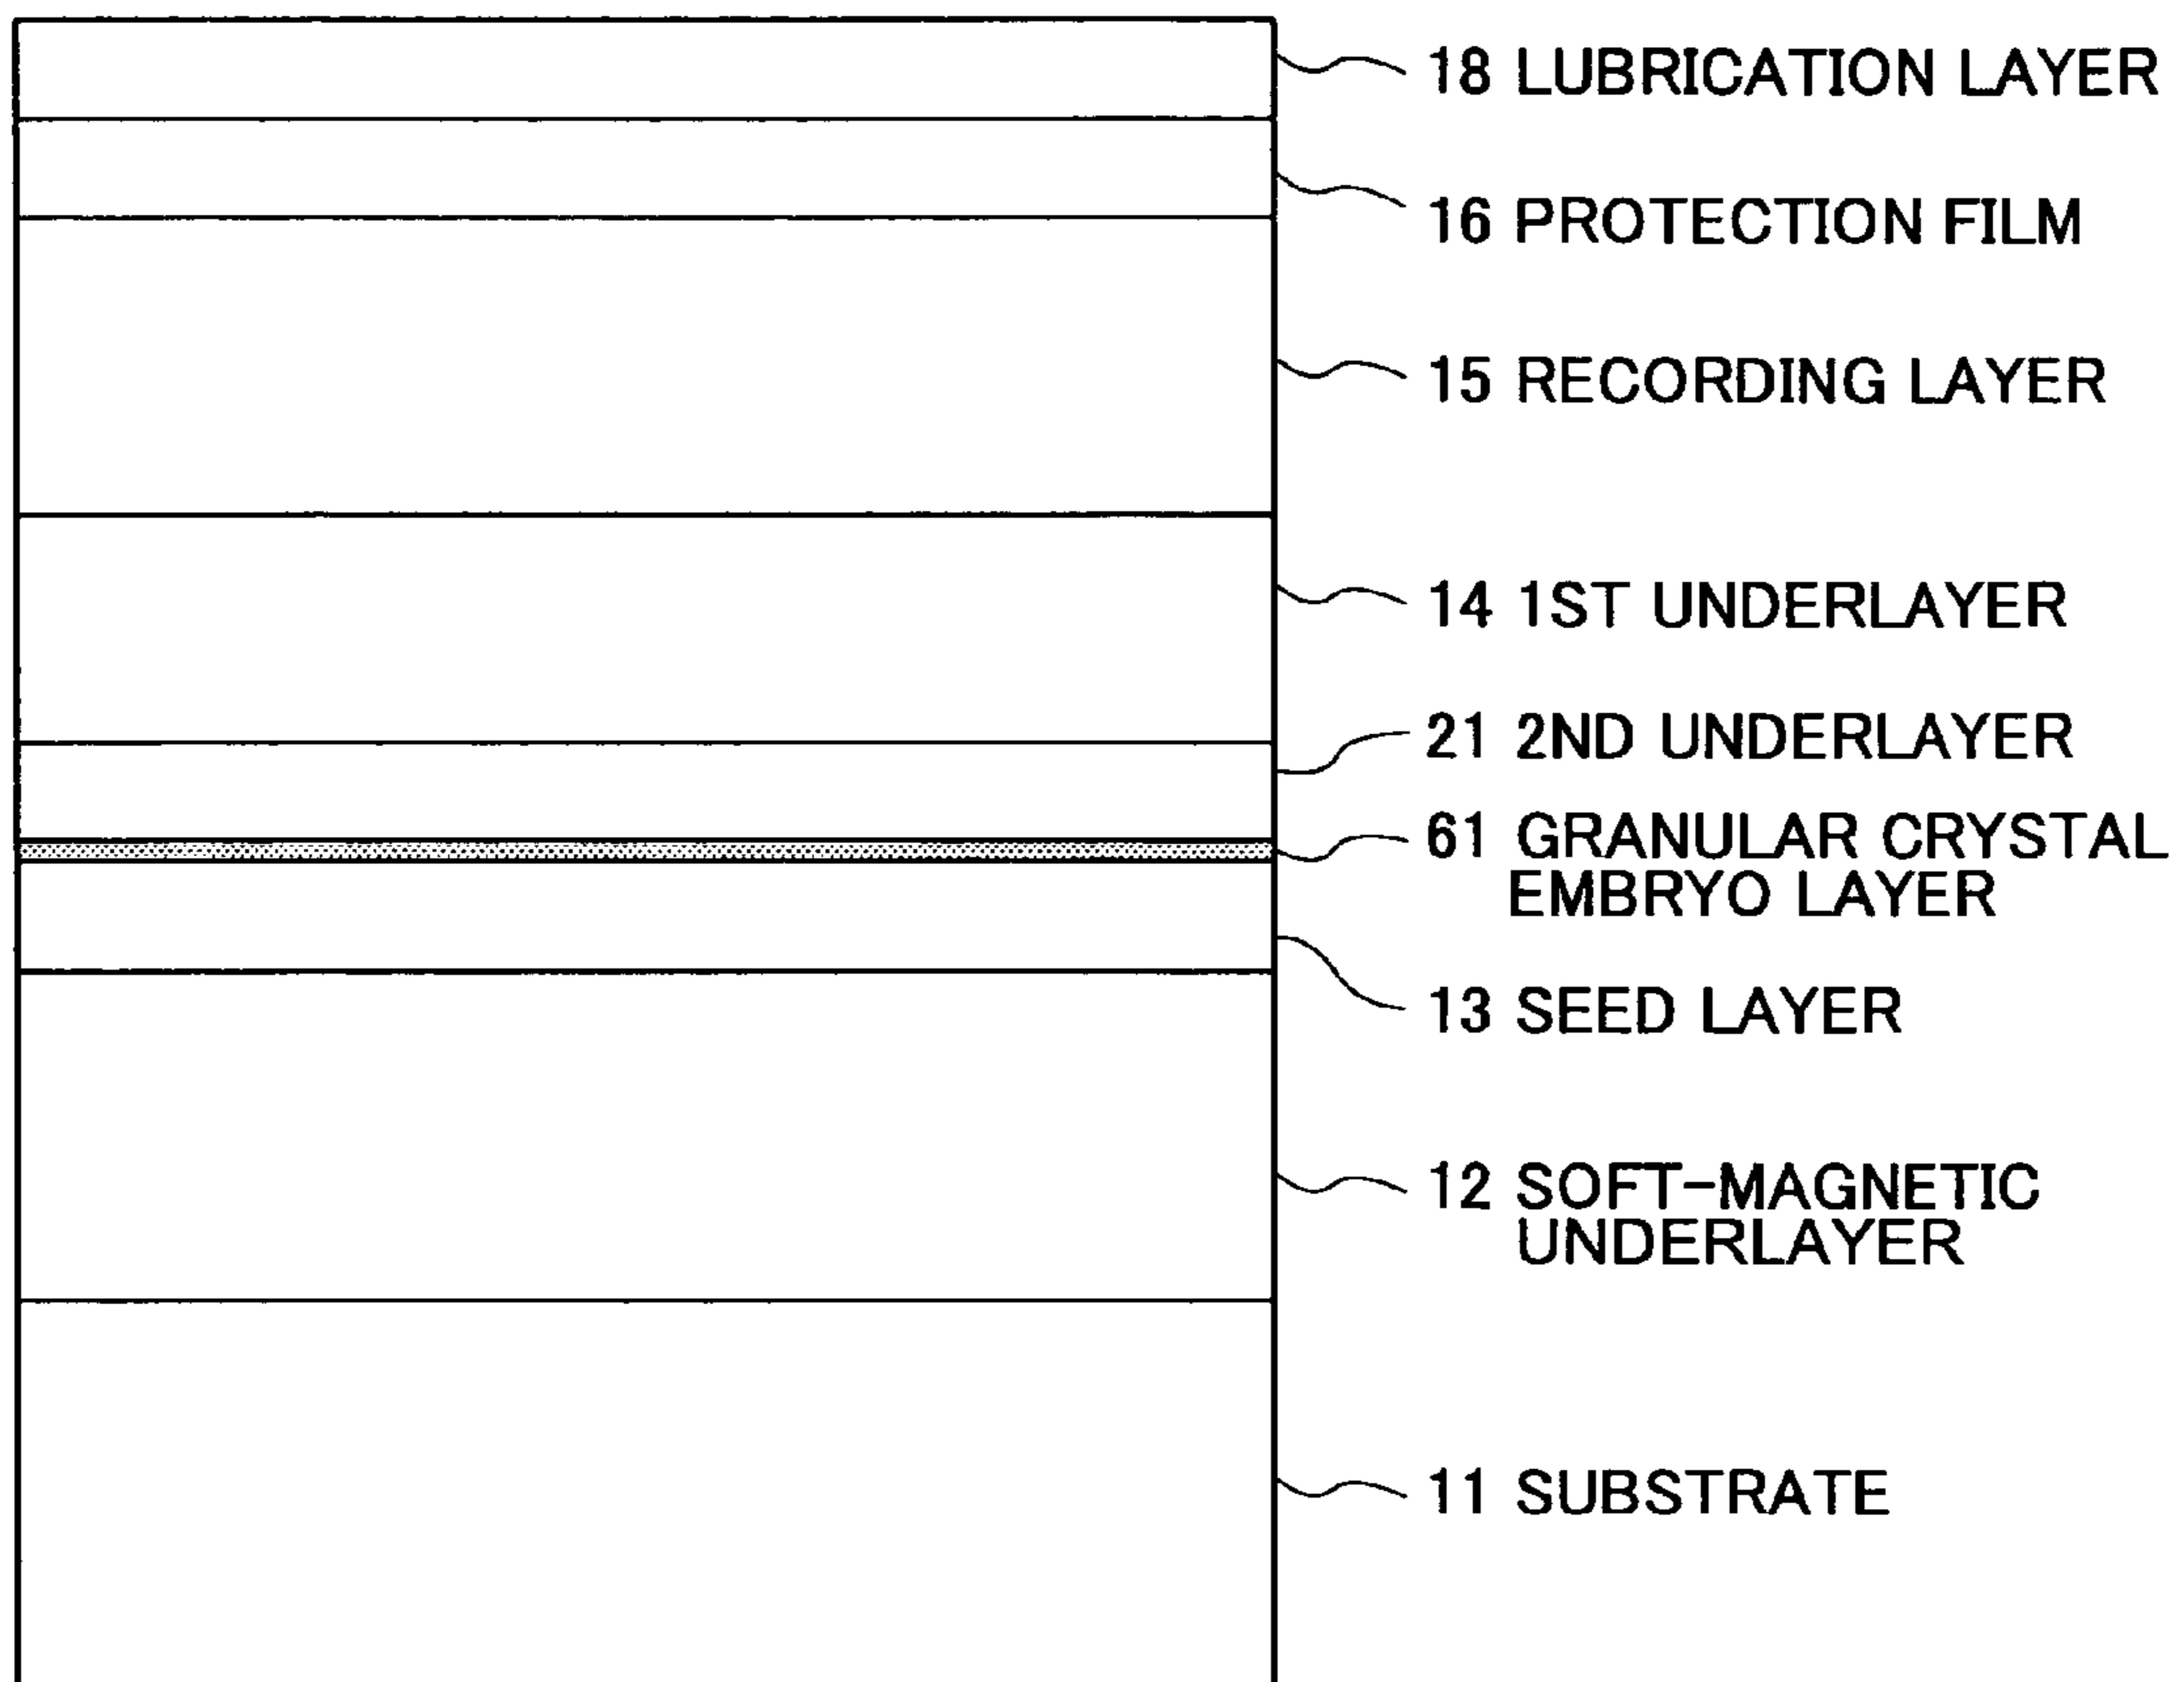 18 LUBRICATION LAYER
16 PROTECTION FILM
15 RECORDING LAYER
14 1ST UNDERLAYER
21 2ND UNDERLAYER
61 GRANULAR CRYSTAL
EMBRYO LAYER
13 SEED LAYER
12 SOFT-MAGNETIC
UNDERLAYER
11 SUBSTRATE